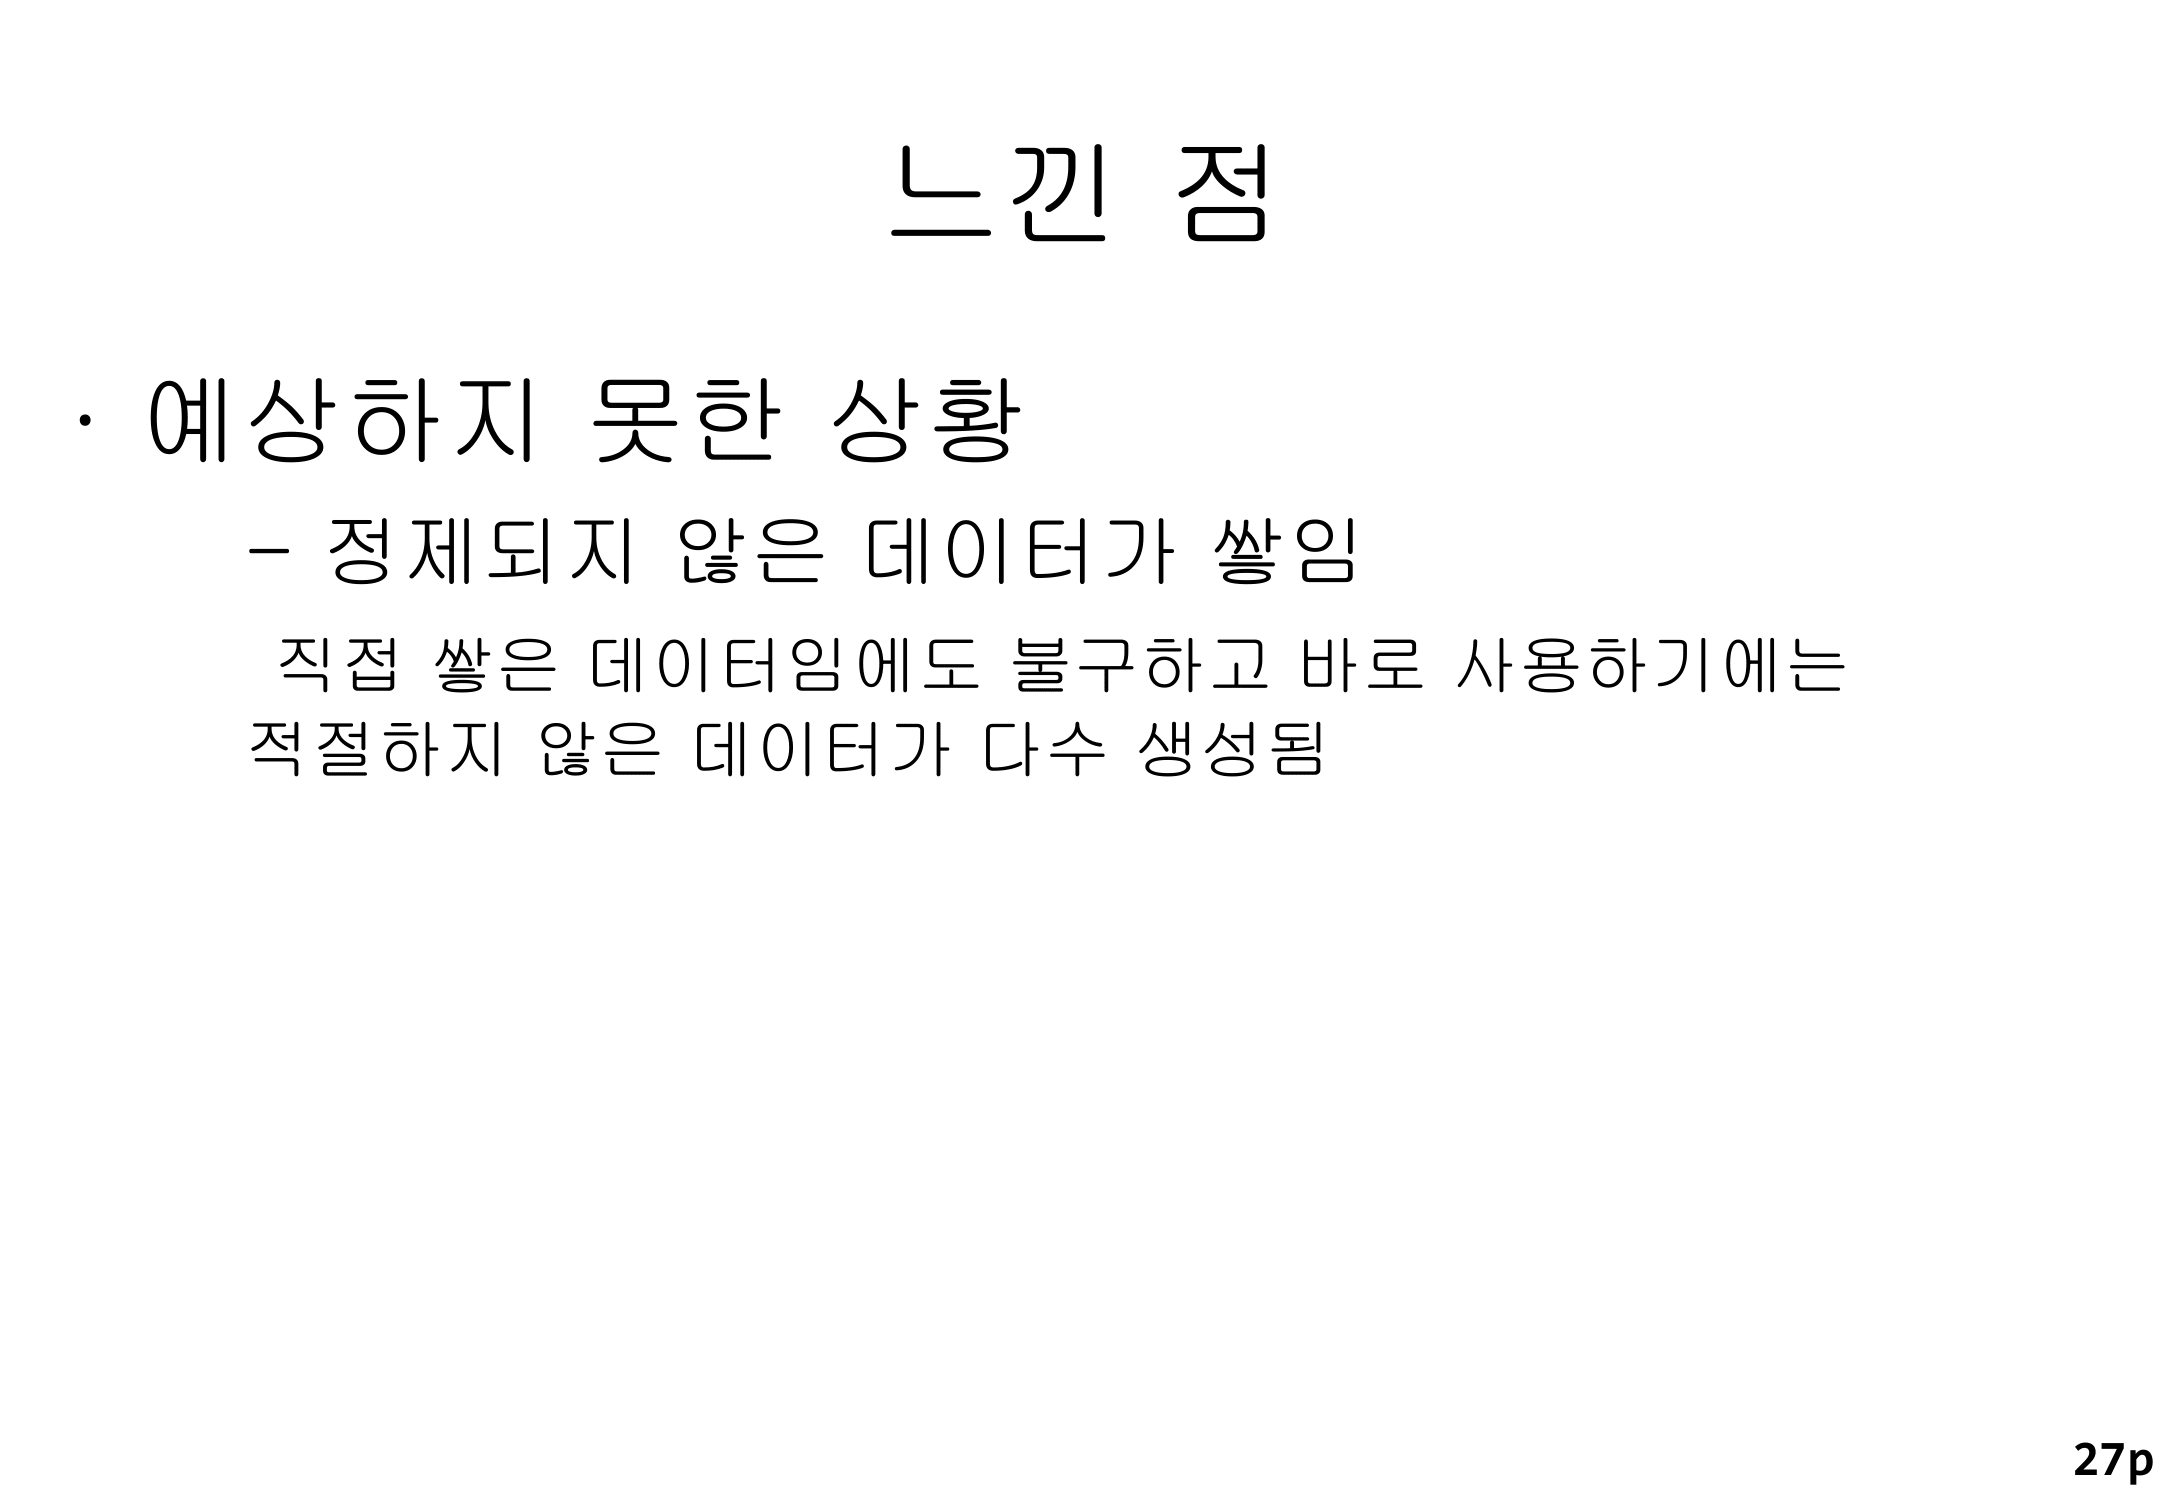 느낀 점
· 예상하지 못한 상황
– 정제되지 않은 데이터가 쌓임
직접 쌓은 데이터임에도 불구하고 바로 사용하기에는
적절하지 않은 데이터가 다수 생성됨
27p